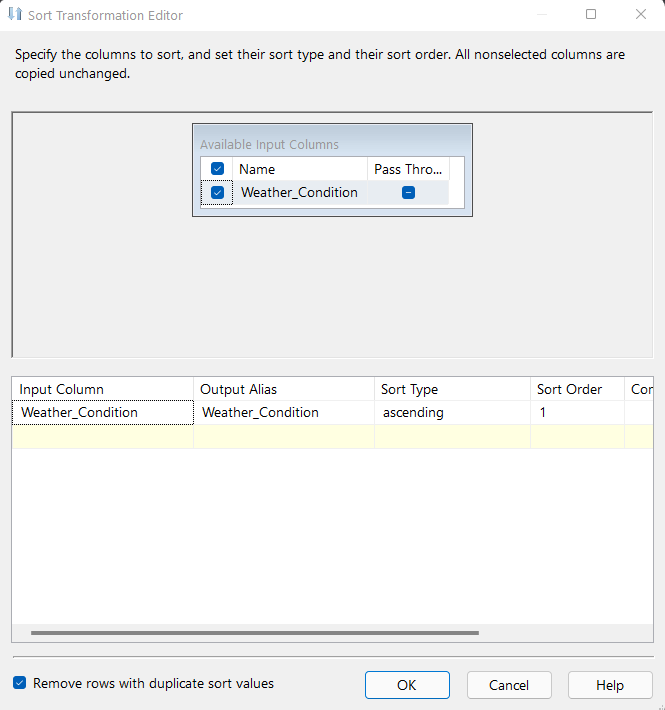 Sort Transformation Editor
Specify the columns to sort, and set their sort type and their sort order. All nonselected columns are
copied unchanged.
Available Input Columns
Name Pass Thro...
Weather_Condition
Input Column Output Alias Sort Type Sort Order Cor
Weather_Condition Weather_Condition ascending 1
Remove rows with duplicate sort values OK Cancel Help